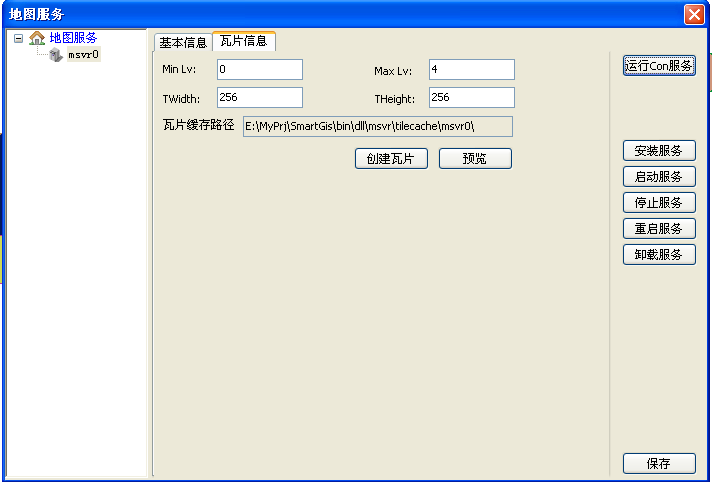 地图服务
地图服务
msvr0
基本信息
瓦片信息
Min Lv:
0
Max Lv:
4
TWidth:
256
THeight:
256
瓦片缓存路径
E:\MyPrj\SmartGis\bin\dll\msvr\tilecache\msvr0\
创建瓦片
预览
运行Con服务
安装服务
启动服务
停止服务
重启服务
卸载服务
保存